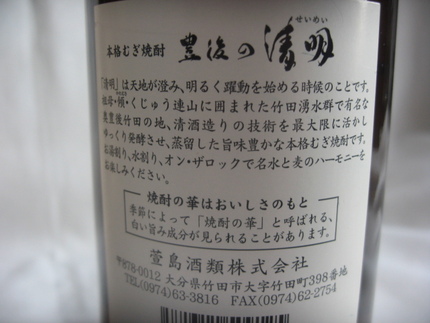 せいめい
本格むぎ焼酎 豊後の清明
「清明」は天地が澄み、明るく躍動を始める時候のことです。
祖母・傾・くじゅう連山に囲まれた竹田湧水群で有名な
奥豊後竹田の地、清酒造りの技術を最大限に活かし
ゆっくり発酵させ、蒸留した旨味豊かな本格むぎ焼酎です。
お湯割り、水割り、オン・ザロックで名水と麦のハーモニーを
お楽しみください。
焼酎の華はおいしさのもと
季節によって「焼酎の華」と呼ばれる、
白い旨み成分が見られることがあります。
萱島酒類株式会社
〒878-0012 大分県竹田市大字竹田町398番地
TEL(0974)63-3816 FAX(0974)62-2754